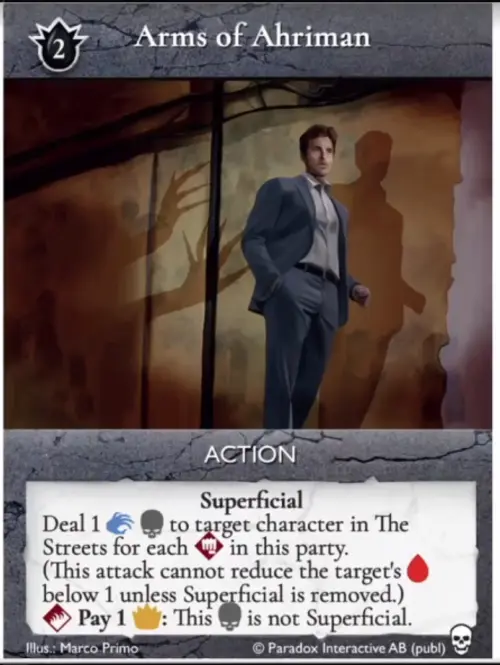 2
Arms of Ahriman
ACTION
Superficial
Deal 1 to target character in The
Streets for each in this party.
(This attack cannot reduce the target's
below 1 unless Superficial is removed.)
Pay 1 : This is not Superficial.
Illus.: Marco Primo
© Paradox Interactive AB (publ)